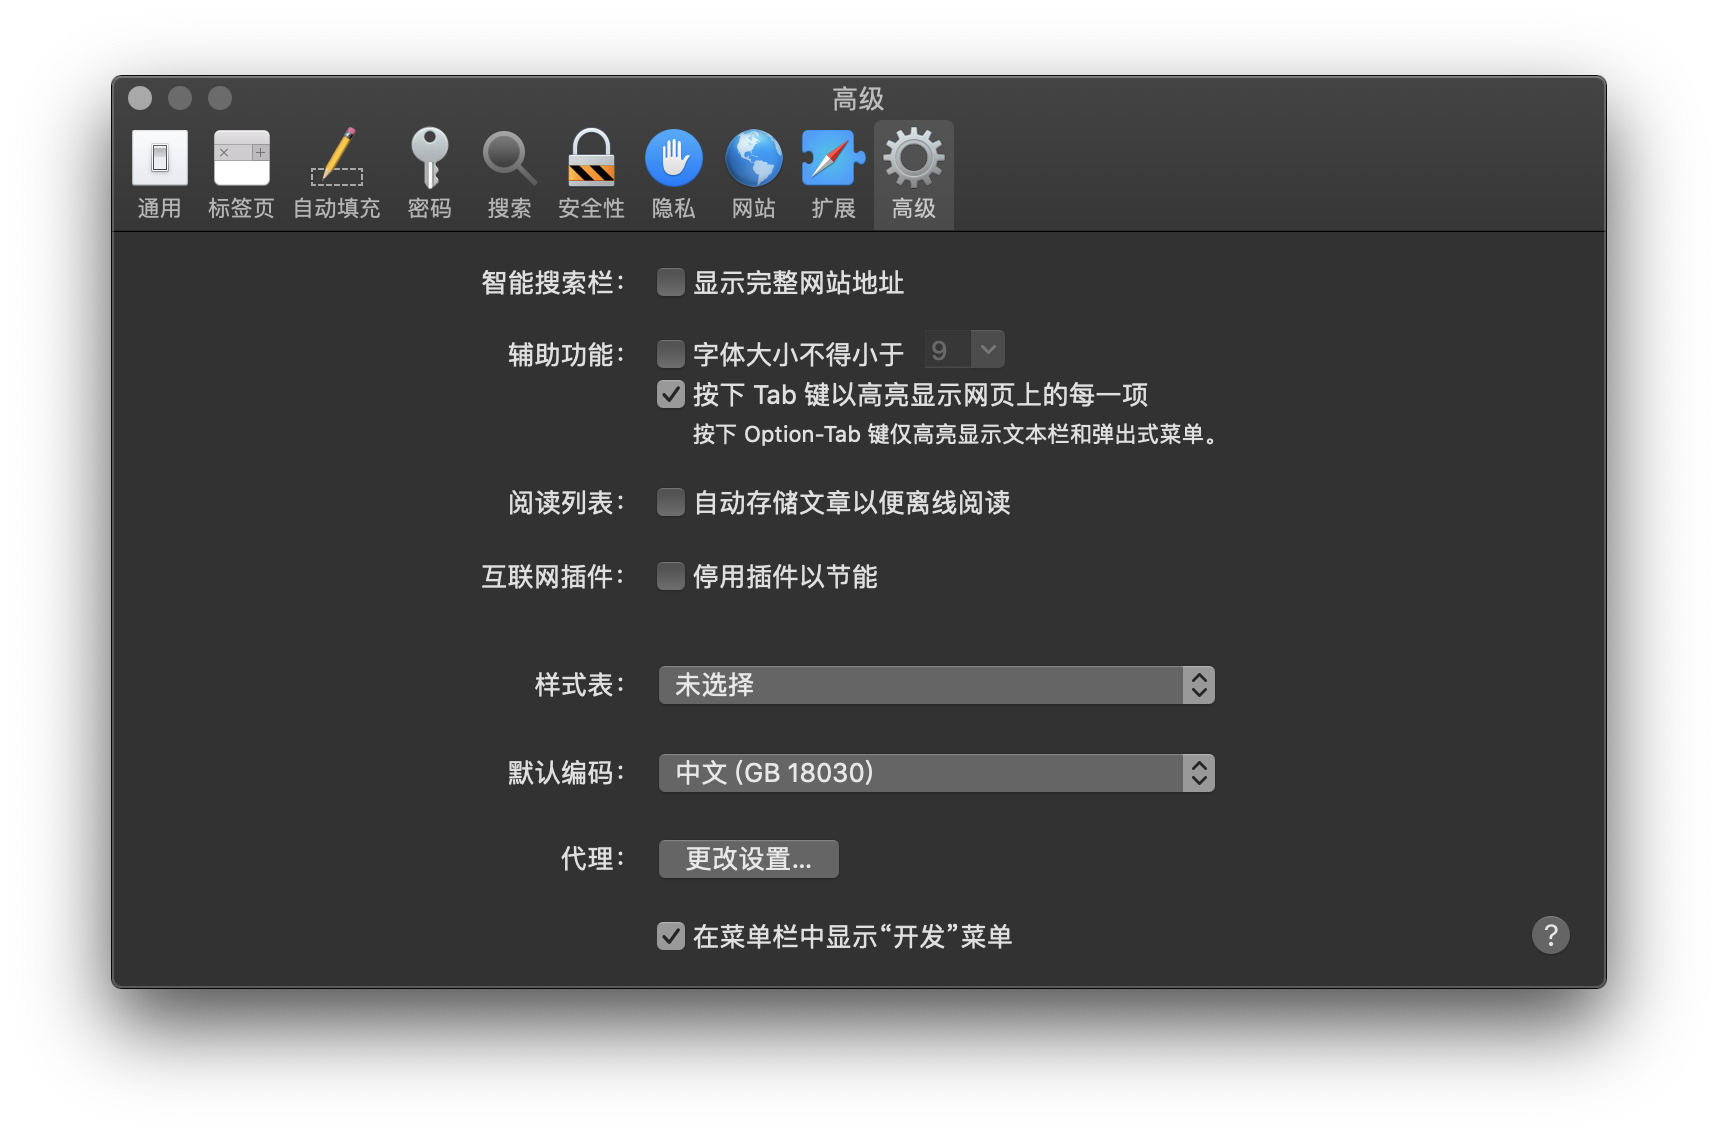 高级
通用 标签页 自动填充 密码 搜索 安全性 隐私 网站 扩展 高级
智能搜索栏： 显示完整网站地址
辅助功能： 字体大小不得小于 9
按下 Tab 键以高亮显示网页上的每一项
按下 Option-Tab 键仅高亮显示文本栏和弹出式菜单。
阅读列表： 自动存储文章以便离线阅读
互联网插件： 停用插件以节能
样式表： 未选择
默认编码： 中文 (GB 18030)
代理： 更改设置...
在菜单栏中显示“开发”菜单
?